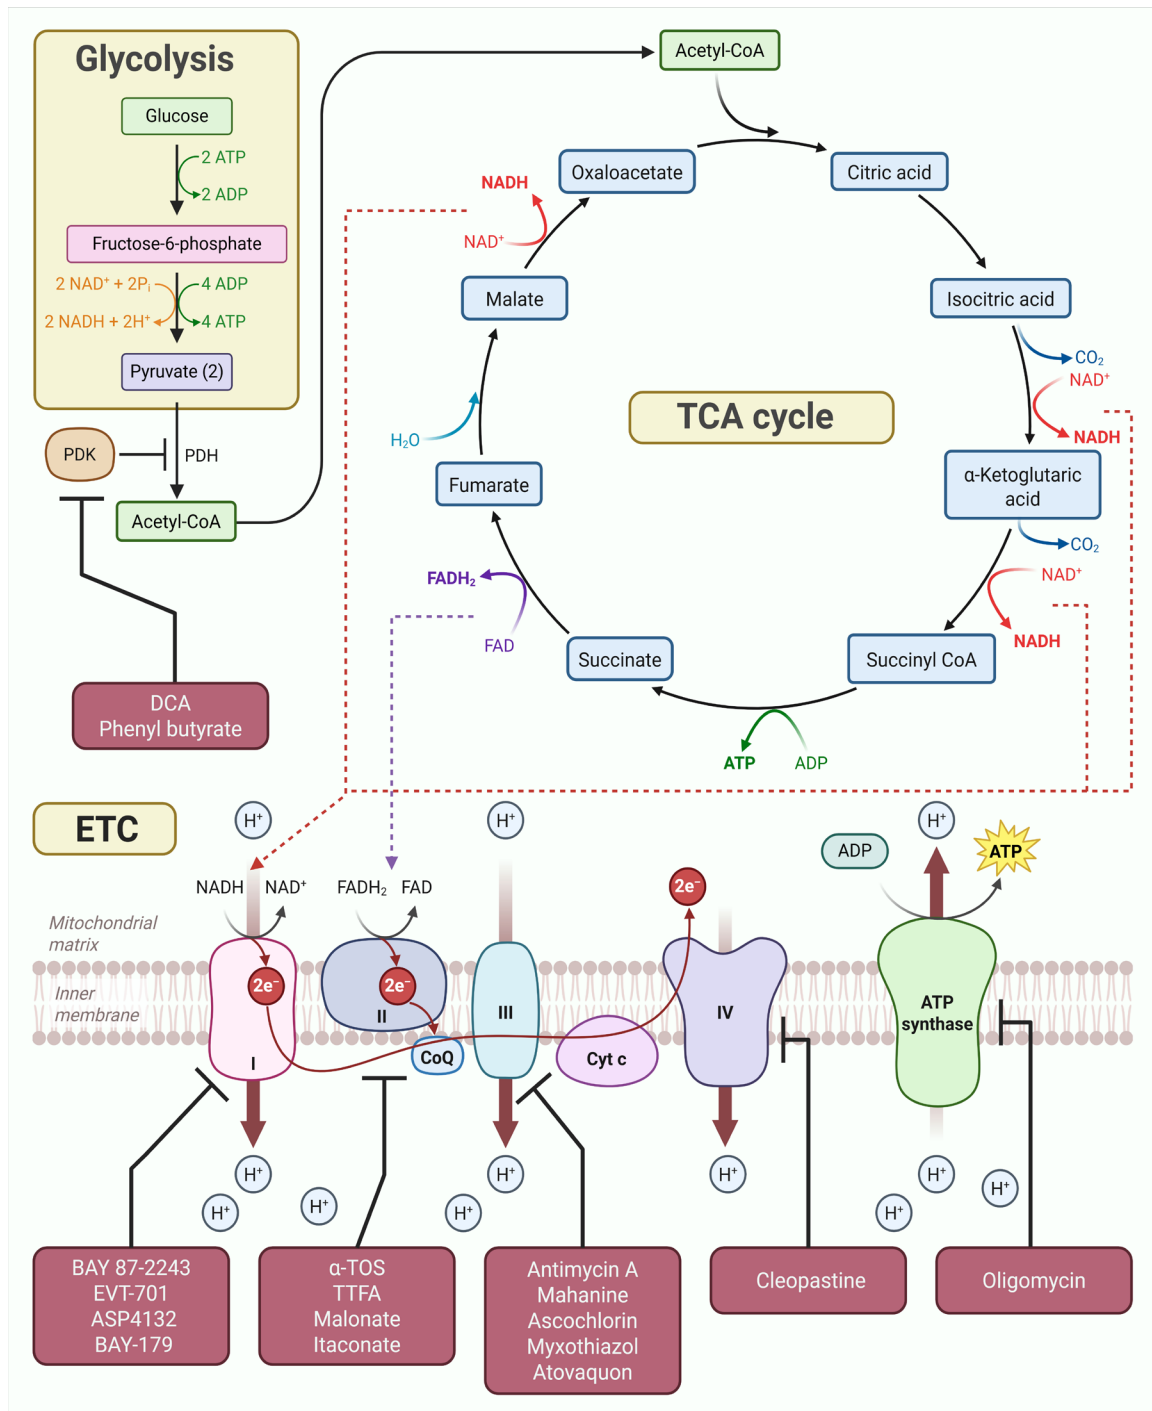 Glycolysis
Glucose
2 ATP
2 ADP
Fructose-6-phosphate
2 NAD⁺ + 2Pᵢ
4 ADP
2 NADH + 2H⁺
4 ATP
Pyruvate (2)
PDK
PDH
Acetyl-CoA
DCA
Phenyl butyrate
Acetyl-CoA
Oxaloacetate
Citric acid
NADH
NAD⁺
Malate
Isocitric acid
CO₂
NAD⁺
NADH
TCA cycle
H₂O
Fumarate
α-Ketoglutaric
acid
CO₂
NAD⁺
NADH
FADH₂
FAD
Succinate
Succinyl CoA
ATP
ADP
ETC
H⁺
H⁺
H⁺
ADP
ATP
NADH
NAD⁺
FADH₂
FAD
2e⁻
Mitochondrial
matrix
Inner
membrane
2e⁻
2e⁻
I
II
CoQ
III
Cyt c
IV
ATP
synthase
H⁺
H⁺
H⁺
H⁺
H⁺
H⁺
H⁺
H⁺
H⁺
BAY 87-2243
EVT-701
ASP4132
BAY-179
α-TOS
TTFA
Malonate
Itaconate
Antimycin A
Mahanine
Ascochlorin
Myxothiazol
Atovaquon
Cleopastine
Oligomycin